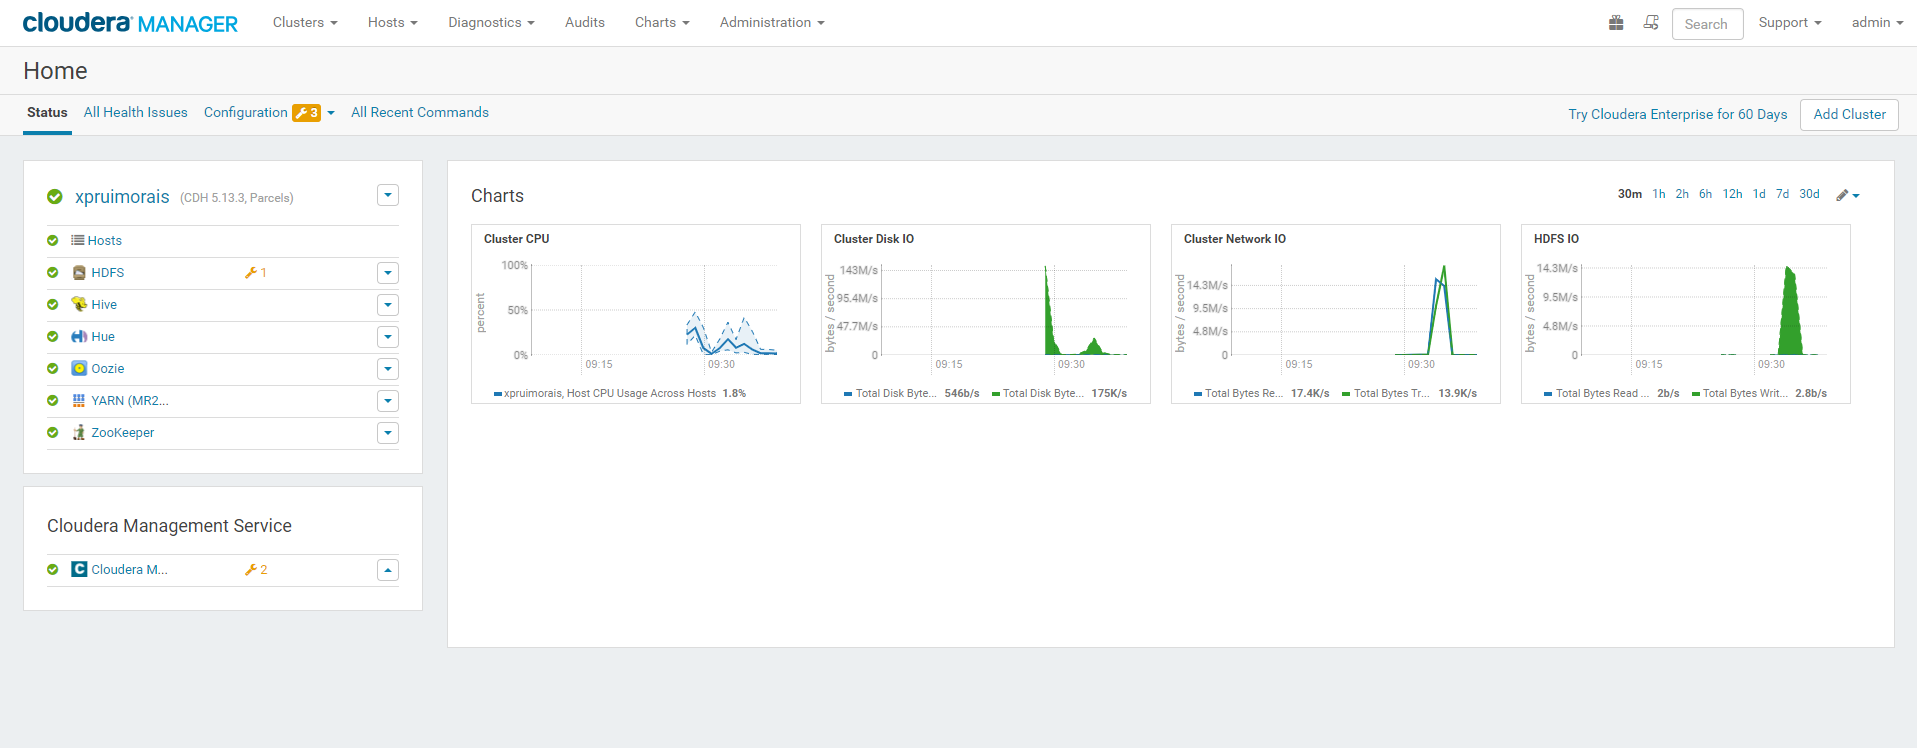 cloudera MANAGER Clusters Hosts Diagnostics Audits Charts Administration Search Support admin
Home
Status All Health Issues Configuration 3 All Recent Commands Try Cloudera Enterprise for 60 Days Add Cluster
xpruimorais (CDH 5.13.3, Parcels)
Hosts
HDFS 1
Hive
Hue
Oozie
YARN (MR2...
ZooKeeper
Cloudera Management Service
C Cloudera M... 2
Charts 30m 1h 2h 6h 12h 1d 7d 30d
Cluster CPU
percent
100%
50%
0%
09:15 09:30
xpruimorais, Host CPU Usage Across Hosts 1.8%
Cluster Disk IO
bytes / second
143M/s
95.4M/s
47.7M/s
0
09:15 09:30
Total Disk Byte... 546b/s Total Disk Byte... 175K/s
Cluster Network IO
bytes / second
14.3M/s
9.5M/s
4.8M/s
0
09:15 09:30
Total Bytes Re... 17.4K/s Total Bytes Tr... 13.9K/s
HDFS IO
bytes / second
14.3M/s
9.5M/s
4.8M/s
0
09:15 09:30
Total Bytes Read ... 2b/s Total Bytes Writ... 2.8b/s